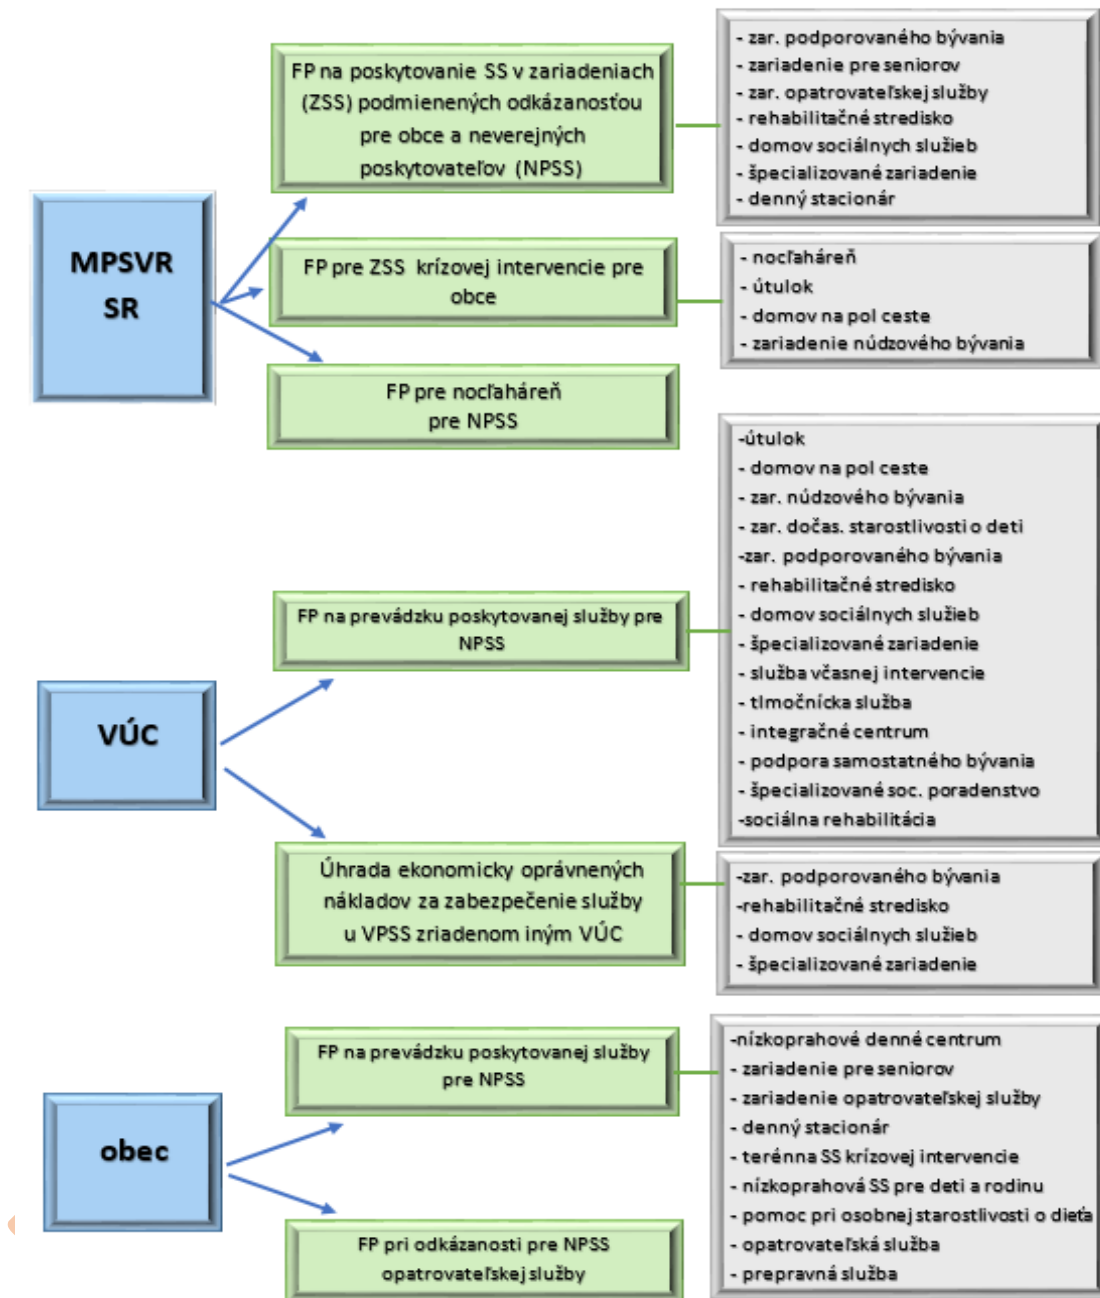 MPSVR
SR
FP na poskytovanie SS v zariadeniach
(ZSS) podmienených odkázanosťou
pre obce a neverejných
poskytovateľov (NPSS)
- zar. podporovaného bývania
- zariadenie pre seniorov
- zar. opatrovateľskej služby
- rehabilitačné stredisko
- domov sociálnych služieb
- špecializované zariadenie
- denný stacionár
FP pre ZSS krízovej intervencie pre
obce
- nocľaháreň
- útulok
- domov na pol ceste
- zariadenie núdzového bývania
FP pre nocľaháreň
pre NPSS
VÚC
FP na prevádzku poskytovanej služby pre
NPSS
-útulok
- domov na pol ceste
- zar. núdzového bývania
- zar. dočas. starostlivosti o deti
-zar. podporovaného bývania
- rehabilitačné stredisko
- domov sociálnych služieb
- špecializované zariadenie
- služba včasnej intervencie
- tlmočnícka služba
- integračné centrum
- podpora samostatného bývania
- špecializované soc. poradenstvo
-sociálna rehabilitácia
Úhrada ekonomicky oprávnených
nákladov za zabezpečenie služby
u VPSS zriadenom iným VÚC
-zar. podporovaného bývania
-rehabilitačné stredisko
- domov sociálnych služieb
- špecializované zariadenie
obec
FP na prevádzku poskytovanej služby
pre NPSS
-nízkoprahové denné centrum
- zariadenie pre seniorov
- zariadenie opatrovateľskej služby
- denný stacionár
- terénna SS krízovej intervencie
- nízkoprahová SS pre deti a rodinu
- pomoc pri osobnej starostlivosti o dieťa
- opatrovateľská služba
- prepravná služba
FP pri odkázanosti pre NPSS
opatrovateľskej služby